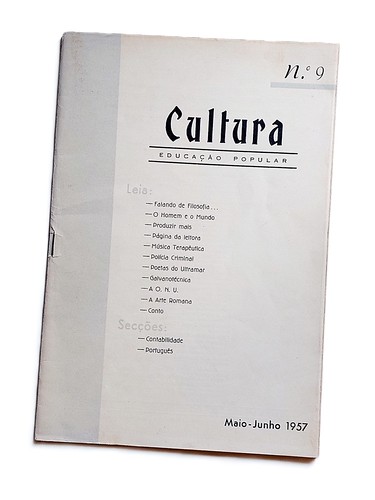 n.º 9
Cultura
EDUCAÇÃO POPULAR
Leia:
— Falando de filosofia...
— O Homem e o Mundo
— Produzir mais
— Página da leitora
— Música Terapêutica
— Polícia Criminal
— Poetas do Ultramar
— Galvanotécnica
— A O. N. U.
— A Arte Romana
— Conto
Secções:
— Contabilidade
— Português
Maio-Junho 1957